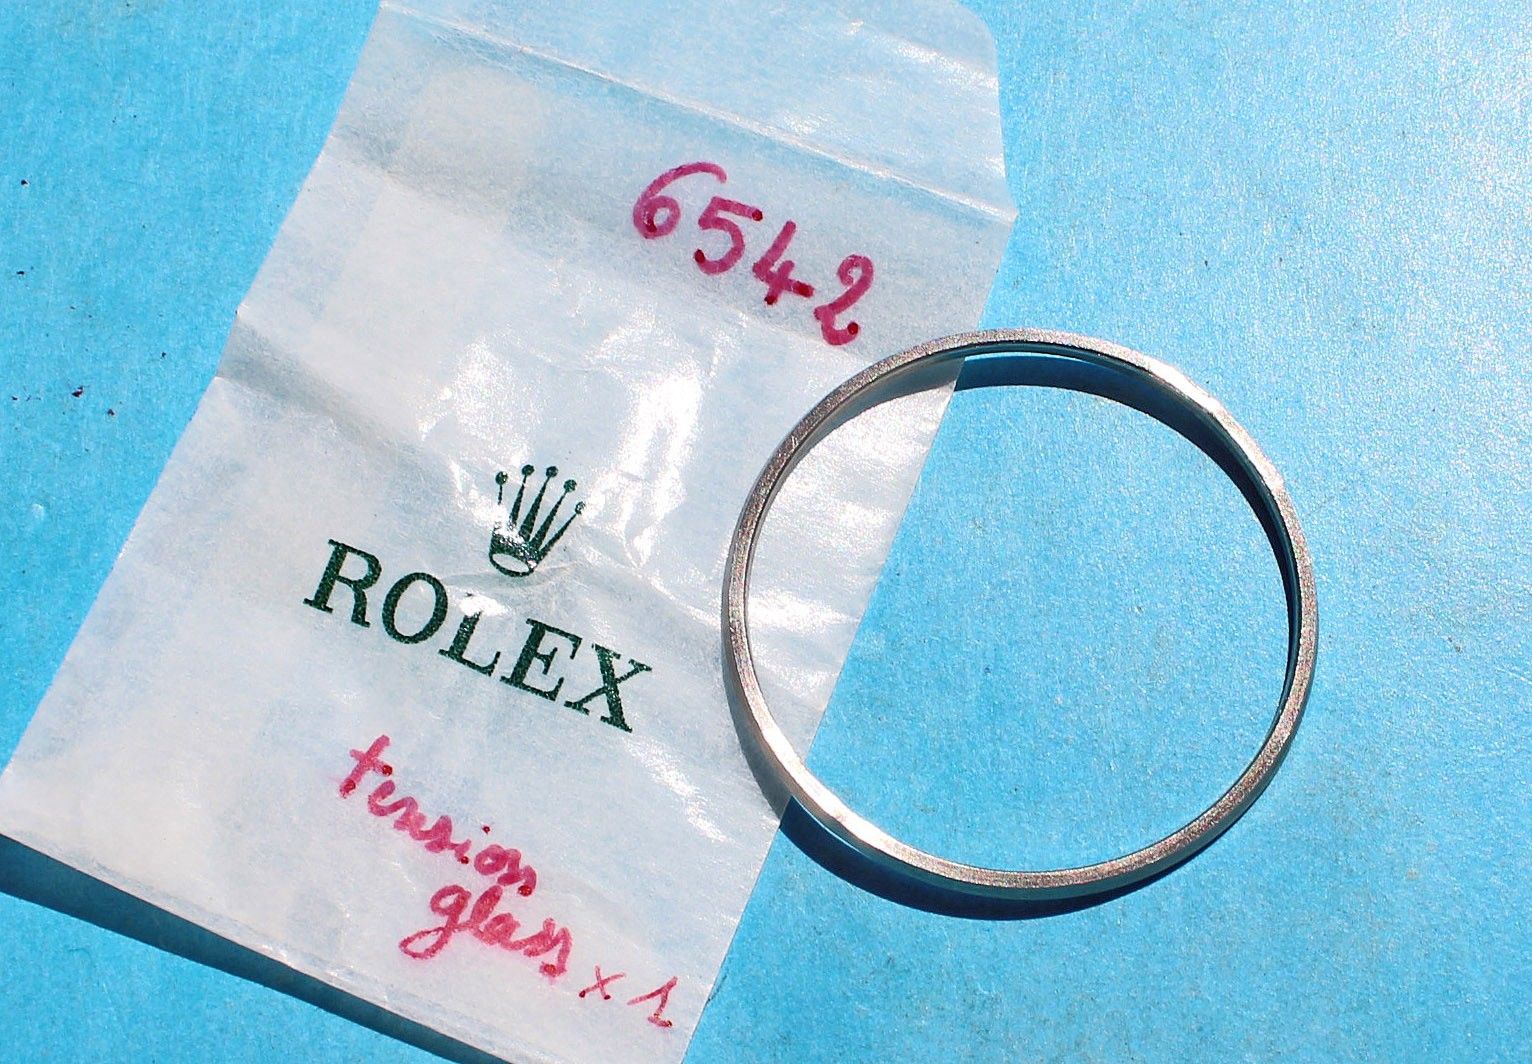 6542
ROLEX
tension
glass x 1